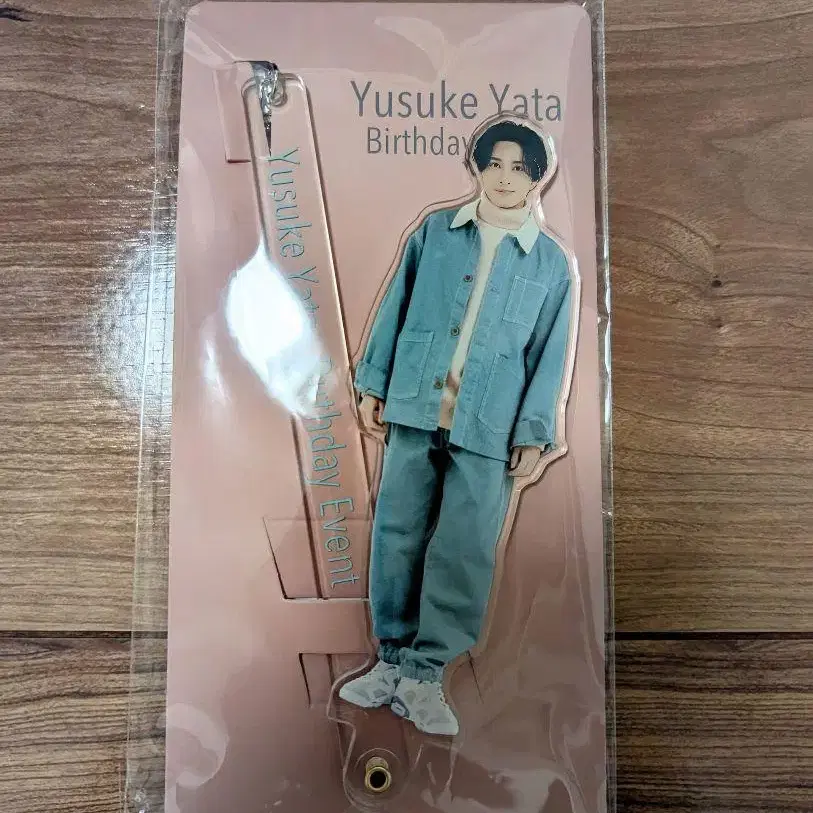 Yusuke Yata
Birthday
Yusuke Yata Birthday Event